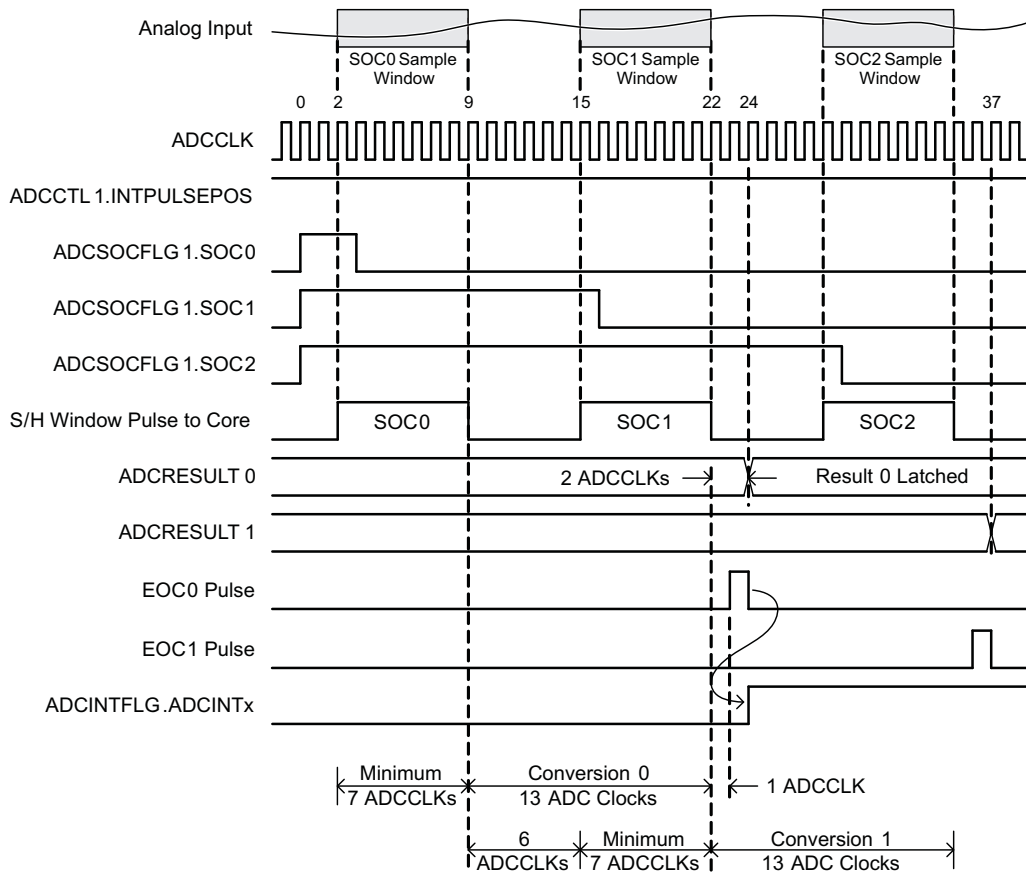 Analog Input
SOC0 Sample
Window
SOC1 Sample
Window
SOC2 Sample
Window
0 2 9 15 22 24 37
ADCCLK
ADCCTL 1.INTPULSEPOS
ADCSOCFLG 1.SOC0
ADCSOCFLG 1.SOC1
ADCSOCFLG 1.SOC2
S/H Window Pulse to Core
SOC0 SOC1 SOC2
ADCRESULT 0
2 ADCCLKs
Result 0 Latched
ADCRESULT 1
EOC0 Pulse
EOC1 Pulse
ADCINTFLG.ADCINTx
Minimum
7 ADCCLKs
Conversion 0
13 ADC Clocks
1 ADCCLK
6
ADCCLKs
Minimum
7 ADCCLKs
Conversion 1
13 ADC Clocks